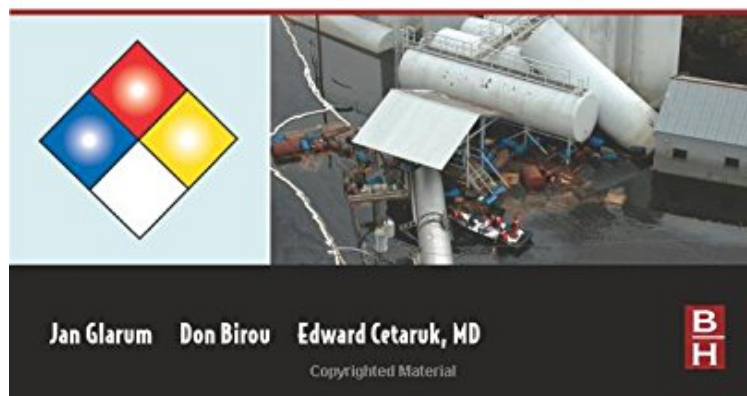 Jan Glarum Don Birou Edward Cetaruk, MD
B
H
Copyrighted Material